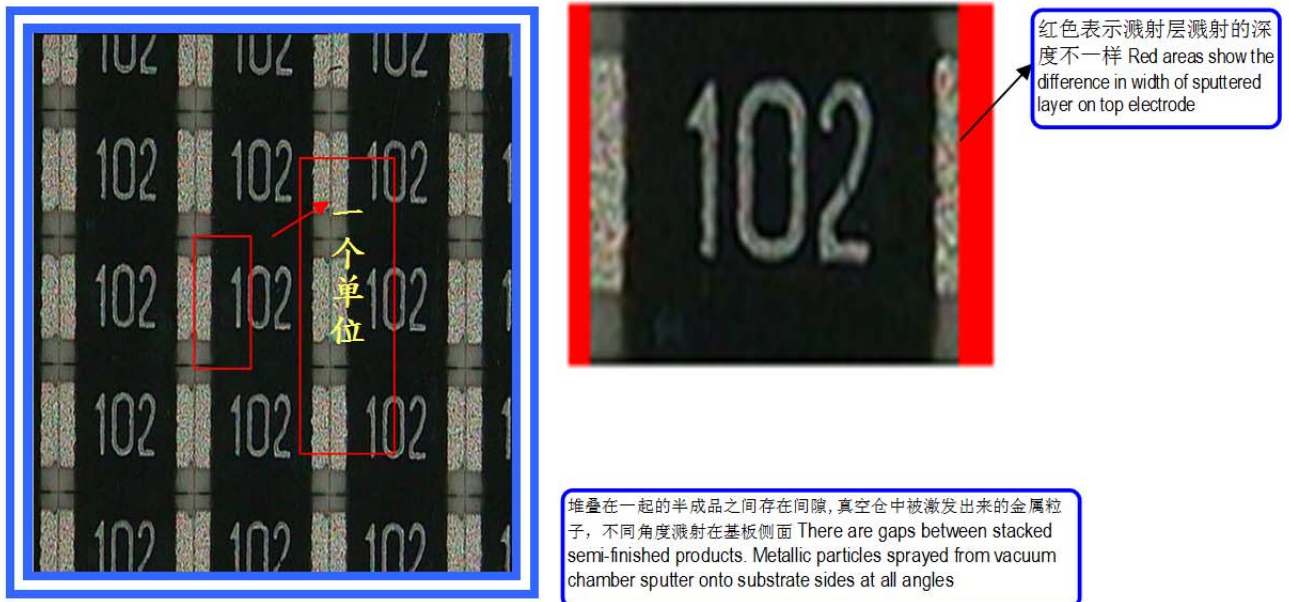 102 102 102
102 102 102
一个单位
102 102 102
102 102 102
102 102 102
102
红色表示溅射层溅射的深
度不一样 Red areas show the
difference in width of sputtered
layer on top electrode
堆叠在一起的半成品之间存在间隙,真空仓中被激发出来的金属粒
子，不同角度溅射在基板侧面 There are gaps between stacked
semi-finished products. Metallic particles sprayed from vacuum
chamber sputter onto substrate sides at all angles